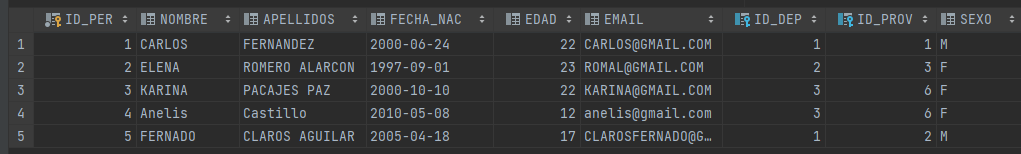 ID_PER NOMBRE APELLIDOS FECHA_NAC EDAD EMAIL ID_DEP ID_PROV SEXO
1 1 CARLOS FERNANDEZ 2000-06-24 22 CARLOS@GMAIL.COM 1 1 M
2 2 ELENA ROMERO ALARCON 1997-09-01 23 ROMAL@GMAIL.COM 2 3 F
3 3 KARINA PACAJES PAZ 2000-10-10 22 KARINA@GMAIL.COM 3 6 F
4 4 Anelis Castillo 2010-05-08 12 anelis@gmail.com 3 6 F
5 5 FERNADO CLAROS AGUILAR 2005-04-18 17 CLAROSFERNADO@G… 1 2 M